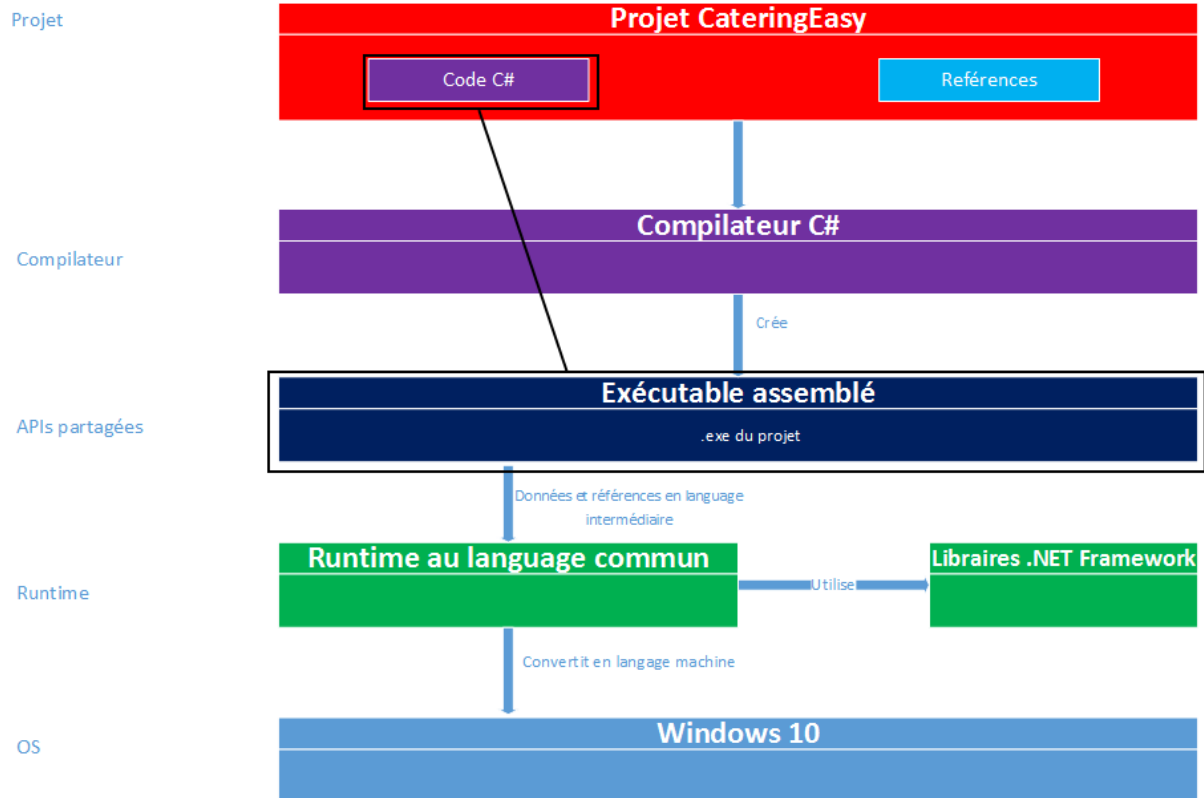 Projet
Projet CateringEasy
Code C#
Reférences
Compilateur C#
Compilateur
Crée
Exécutable assemblé
APIs partagées
.exe du projet
Données et références en language
intermédiaire
Runtime au language commun
Libraires .NET Framework
Runtime
Utilise
Convertit en langage machine
Windows 10
OS